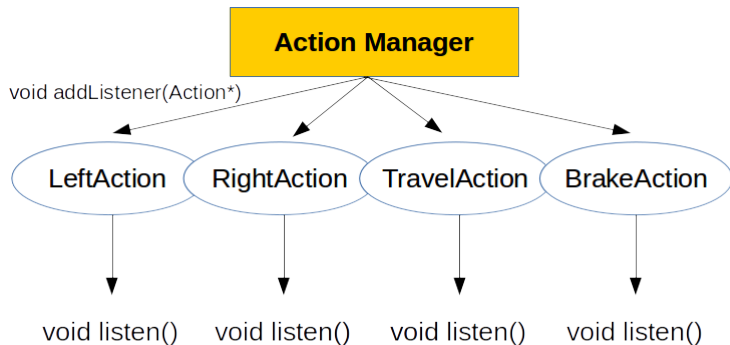 Action Manager
void addListener(Action*)
LeftAction
RightAction
TravelAction
BrakeAction
void listen()
void listen()
void listen()
void listen()